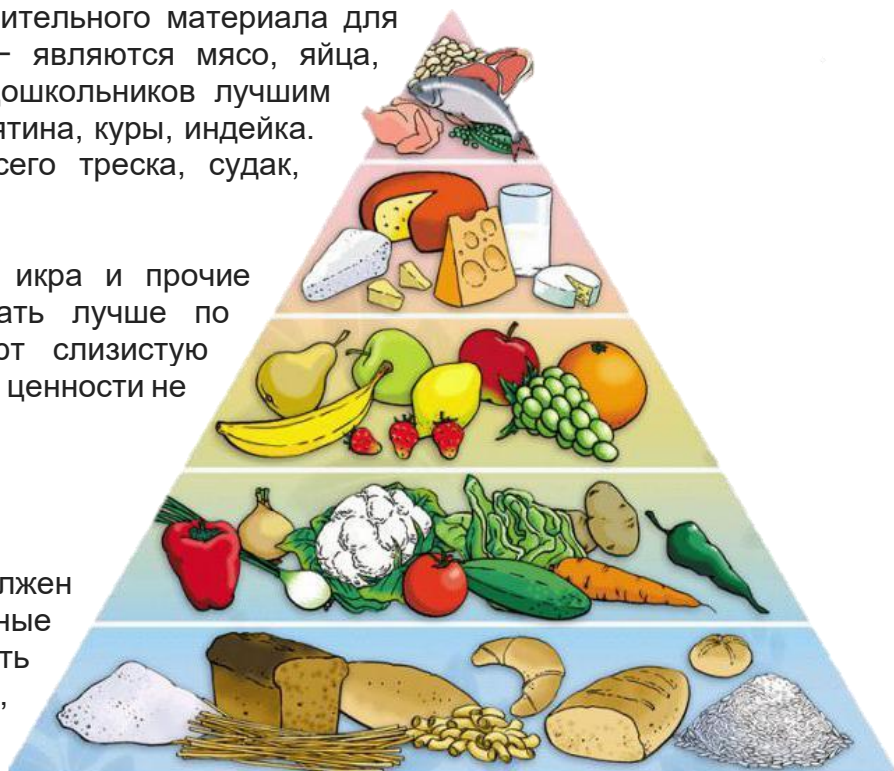 ительного материала для
– являются мясо, яйца,
дошкольников лучшим
ятина, куры, индейка.
сего треска, судак,
икра и прочие
ать лучше по
ют слизистую
ценности не
лжен
ные
ть
,